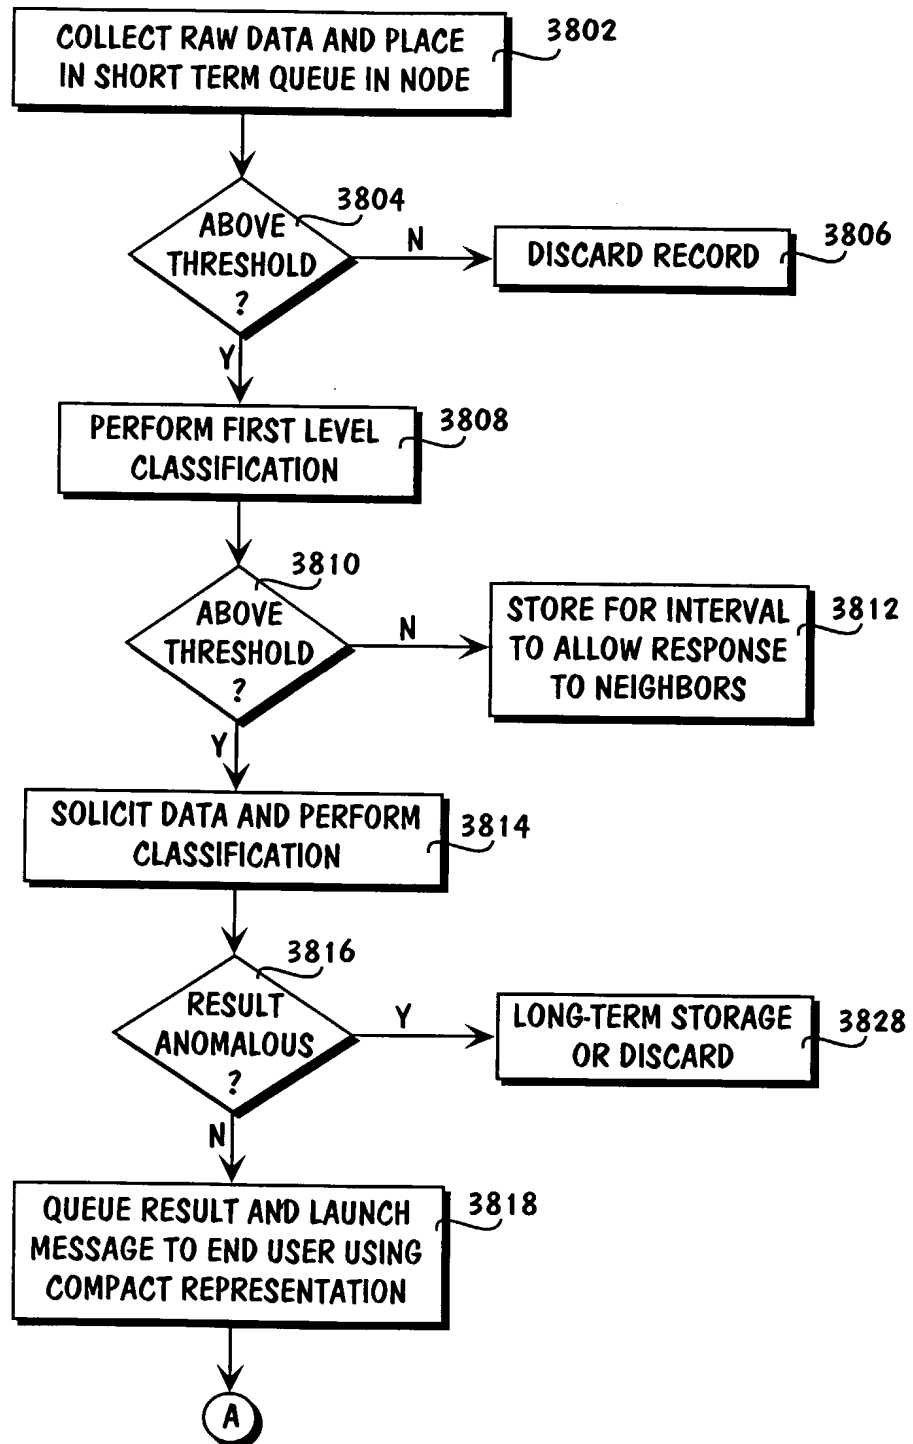 COLLECT RAW DATA AND PLACE
IN SHORT TERM QUEUE IN NODE
3802
ABOVE
THRESHOLD
?
3804
N
DISCARD RECORD
3806
Y
PERFORM FIRST LEVEL
CLASSIFICATION
3808
ABOVE
THRESHOLD
?
3810
N
STORE FOR INTERVAL
TO ALLOW RESPONSE
TO NEIGHBORS
3812
Y
SOLICIT DATA AND PERFORM
CLASSIFICATION
3814
RESULT
ANOMALOUS
?
3816
Y
LONG-TERM STORAGE
OR DISCARD
3828
N
QUEUE RESULT AND LAUNCH
MESSAGE TO END USER USING
COMPACT REPRESENTATION
3818
A